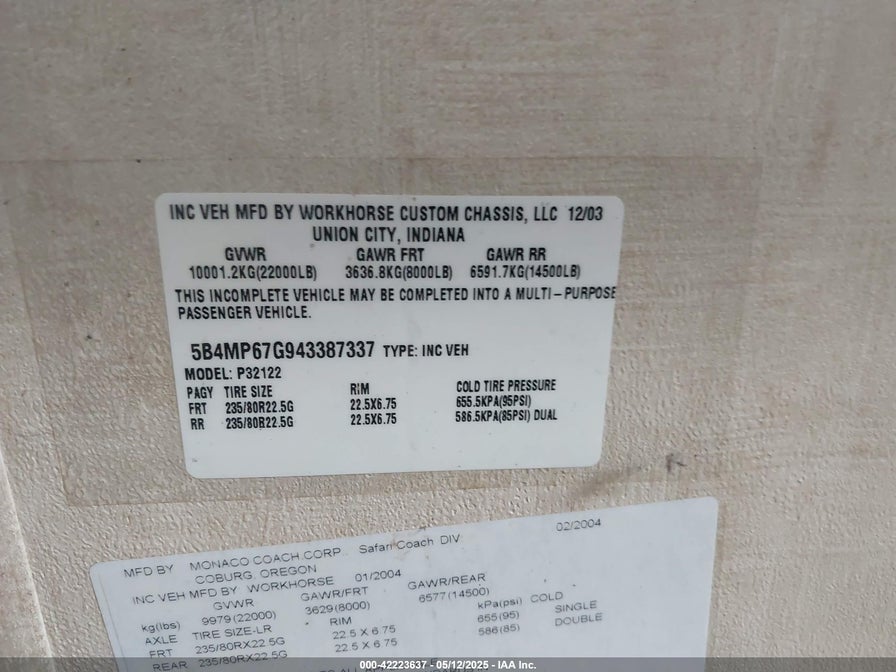 INC VEH MFD BY WORKHORSE CUSTOM CHASSIS, LLC 12/03
UNION CITY, INDIANA
GVWR GAWR FRT GAWR RR
10001.2KG(22000LB) 3636.8KG(8000LB) 6591.7KG(14500LB)
THIS INCOMPLETE VEHICLE MAY BE COMPLETED INTO A MULTI-PURPOSE
PASSENGER VEHICLE.
5B4MP67G943387337 TYPE: INC VEH
MODEL: P32122
PAGY TIRE SIZE RIM COLD TIRE PRESSURE
FRT 235/80R22.5G 22.5X6.75 655.5KPA(95PSI)
RR 235/80R22.5G 22.5X6.75 586.5KPA(85PSI) DUAL
MFD BY MONACO COACH CORP. Safari Coach DIV 02/2004
COBURG, OREGON
INC VEH MFD BY WORKHORSE 01/2004
GVWR GAWR/FRT GAWR/REAR
kg(lbs) 9979(22000) 3629(8000) 6577(14500)
AXLE TIRE SIZE-LR RIM kPa(psi) COLD
FRT 235/80RX22.5G 22.5 X 6.75 655(95) SINGLE
REAR 235/80RX22.5G 22.5 X 6.75 586(85) DOUBLE
000-42223637 - 05/12/2025 - IAA Inc.